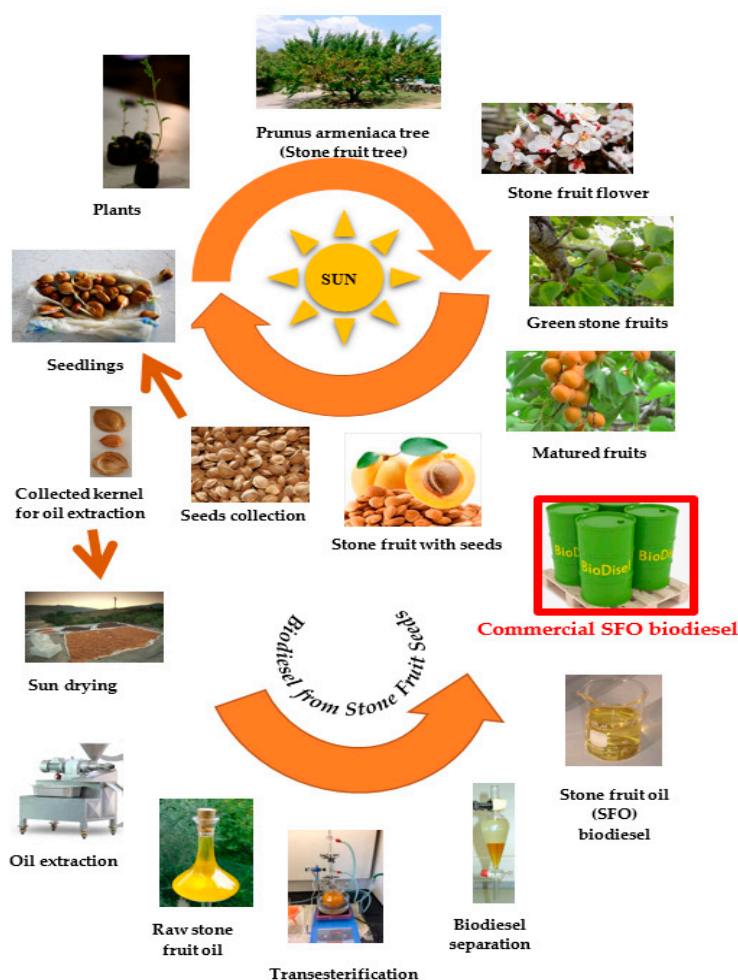 Prunus armeniaca tree
(Stone fruit tree)
Stone fruit flower
Plants
SUN
Green stone fruits
Seedlings
Matured fruits
Collected kernel
for oil extraction
Seeds collection
Stone fruit with seeds
BioDisel
BioDisel
Commercial SFO biodiesel
Biodiesel from Stone Fruit Seeds
Sun drying
Stone fruit oil
(SFO)
biodiesel
Oil extraction
Raw stone
fruit oil
Biodiesel
separation
Transesterification